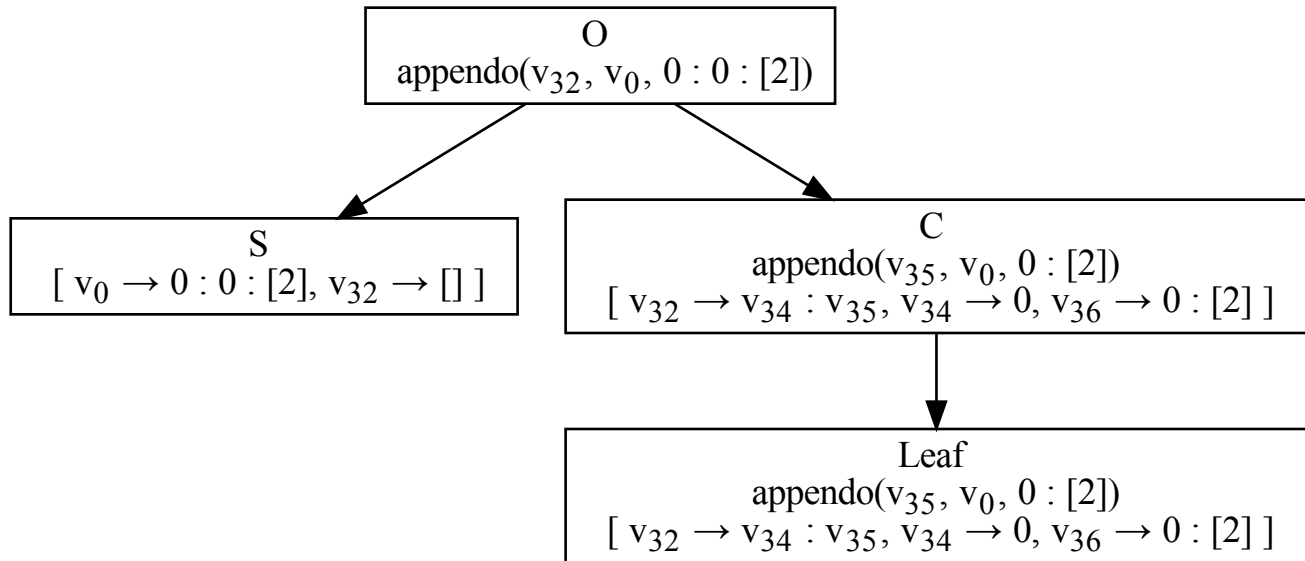 O
appendo(v₃₂, v₀, 0 : 0 : [2])
S
[ v₀ → 0 : 0 : [2], v₃₂ → [] ]
C
appendo(v₃₅, v₀, 0 : [2])
[ v₃₂ → v₃₄ : v₃₅, v₃₄ → 0, v₃₆ → 0 : [2] ]
Leaf
appendo(v₃₅, v₀, 0 : [2])
[ v₃₂ → v₃₄ : v₃₅, v₃₄ → 0, v₃₆ → 0 : [2] ]